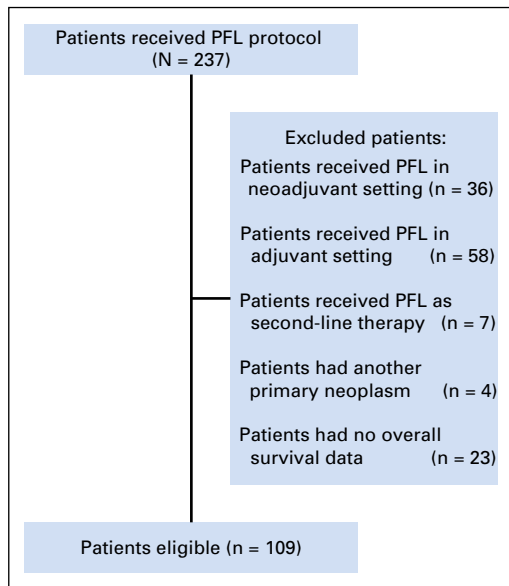 Patients received PFL protocol
(N = 237)
Excluded patients:
Patients received PFL in
neoadjuvant setting (n = 36)
Patients received PFL in
adjuvant setting (n = 58)
Patients received PFL as
second-line therapy (n = 7)
Patients had another
primary neoplasm (n = 4)
Patients had no overall
survival data (n = 23)
Patients eligible (n = 109)